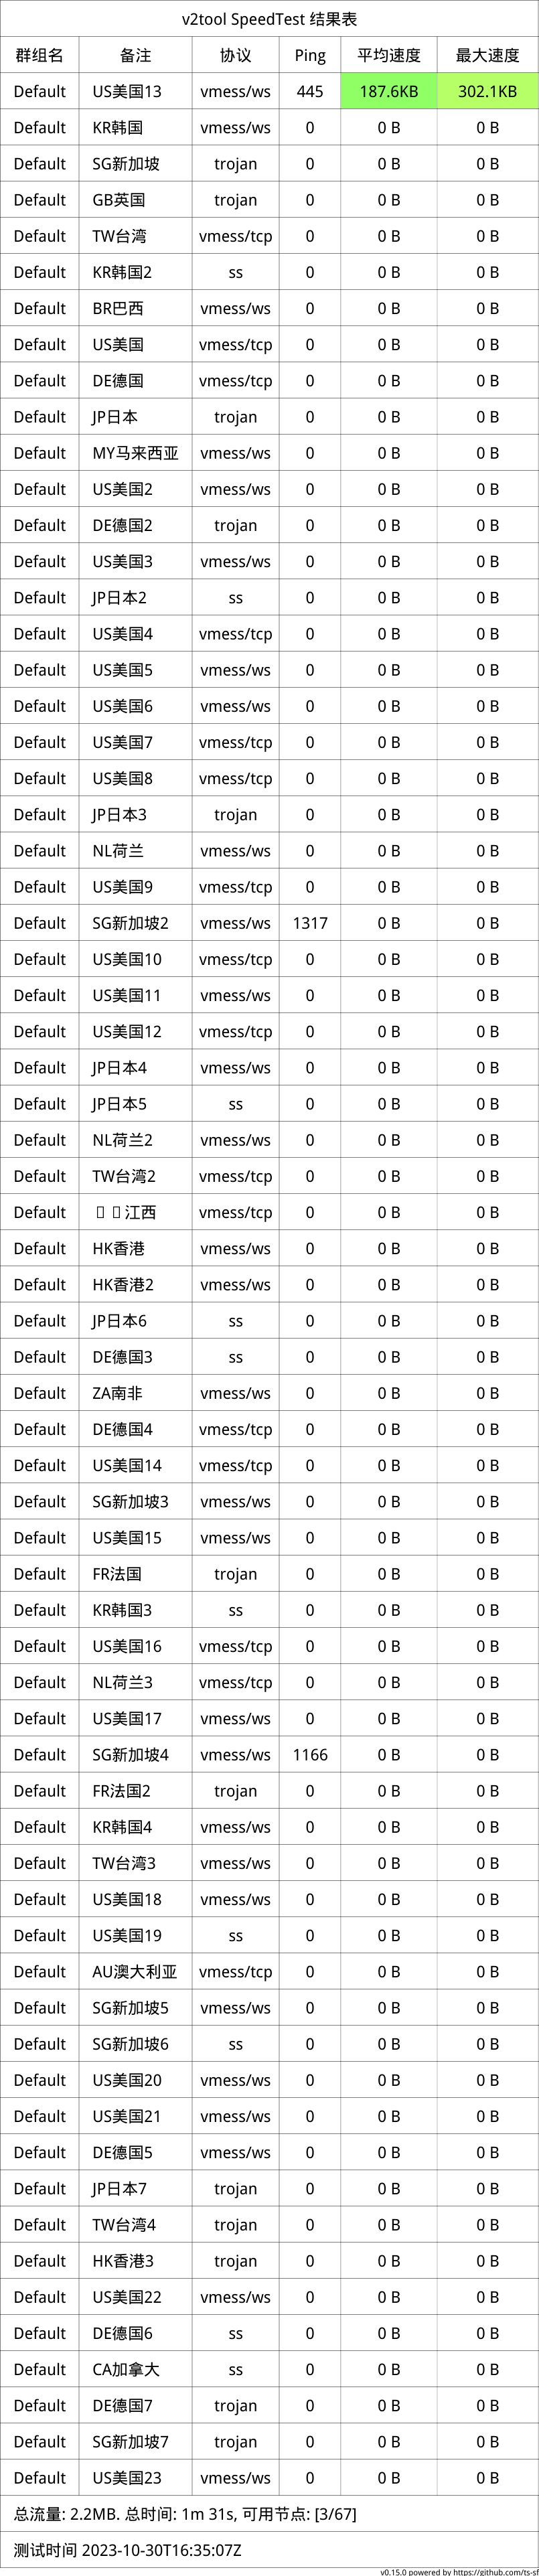 v2tool SpeedTest 结果表
群组名 备注 协议 Ping 平均速度 最大速度
Default US美国13 vmess/ws 445 187.6KB 302.1KB
Default KR韩国 vmess/ws 0 0 B 0 B
Default SG新加坡 trojan 0 0 B 0 B
Default GB英国 trojan 0 0 B 0 B
Default TW台湾 vmess/tcp 0 0 B 0 B
Default KR韩国2 ss 0 0 B 0 B
Default BR巴西 vmess/ws 0 0 B 0 B
Default US美国 vmess/tcp 0 0 B 0 B
Default DE德国 vmess/tcp 0 0 B 0 B
Default JP日本 trojan 0 0 B 0 B
Default MY马来西亚 vmess/ws 0 0 B 0 B
Default US美国2 vmess/ws 0 0 B 0 B
Default DE德国2 trojan 0 0 B 0 B
Default US美国3 vmess/ws 0 0 B 0 B
Default JP日本2 ss 0 0 B 0 B
Default US美国4 vmess/tcp 0 0 B 0 B
Default US美国5 vmess/ws 0 0 B 0 B
Default US美国6 vmess/ws 0 0 B 0 B
Default US美国7 vmess/tcp 0 0 B 0 B
Default US美国8 vmess/tcp 0 0 B 0 B
Default JP日本3 trojan 0 0 B 0 B
Default NL荷兰 vmess/ws 0 0 B 0 B
Default US美国9 vmess/tcp 0 0 B 0 B
Default SG新加坡2 vmess/ws 1317 0 B 0 B
Default US美国10 vmess/tcp 0 0 B 0 B
Default US美国11 vmess/ws 0 0 B 0 B
Default US美国12 vmess/tcp 0 0 B 0 B
Default JP日本4 vmess/ws 0 0 B 0 B
Default JP日本5 ss 0 0 B 0 B
Default NL荷兰2 vmess/ws 0 0 B 0 B
Default TW台湾2 vmess/tcp 0 0 B 0 B
Default 江西 vmess/tcp 0 0 B 0 B
Default HK香港 vmess/ws 0 0 B 0 B
Default HK香港2 vmess/ws 0 0 B 0 B
Default JP日本6 ss 0 0 B 0 B
Default DE德国3 ss 0 0 B 0 B
Default ZA南非 vmess/ws 0 0 B 0 B
Default DE德国4 vmess/tcp 0 0 B 0 B
Default US美国14 vmess/tcp 0 0 B 0 B
Default SG新加坡3 vmess/ws 0 0 B 0 B
Default US美国15 vmess/ws 0 0 B 0 B
Default FR法国 trojan 0 0 B 0 B
Default KR韩国3 ss 0 0 B 0 B
Default US美国16 vmess/tcp 0 0 B 0 B
Default NL荷兰3 vmess/tcp 0 0 B 0 B
Default US美国17 vmess/ws 0 0 B 0 B
Default SG新加坡4 vmess/ws 1166 0 B 0 B
Default FR法国2 trojan 0 0 B 0 B
Default KR韩国4 vmess/ws 0 0 B 0 B
Default TW台湾3 vmess/ws 0 0 B 0 B
Default US美国18 vmess/ws 0 0 B 0 B
Default US美国19 ss 0 0 B 0 B
Default AU澳大利亚 vmess/tcp 0 0 B 0 B
Default SG新加坡5 vmess/ws 0 0 B 0 B
Default SG新加坡6 ss 0 0 B 0 B
Default US美国20 vmess/ws 0 0 B 0 B
Default US美国21 vmess/ws 0 0 B 0 B
Default DE德国5 vmess/ws 0 0 B 0 B
Default JP日本7 trojan 0 0 B 0 B
Default TW台湾4 trojan 0 0 B 0 B
Default HK香港3 trojan 0 0 B 0 B
Default US美国22 vmess/ws 0 0 B 0 B
Default DE德国6 ss 0 0 B 0 B
Default CA加拿大 ss 0 0 B 0 B
Default DE德国7 trojan 0 0 B 0 B
Default SG新加坡7 trojan 0 0 B 0 B
Default US美国23 vmess/ws 0 0 B 0 B
总流量: 2.2MB. 总时间: 1m 31s, 可用节点: [3/67]
测试时间 2023-10-30T16:35:07Z
v0.15.0 powered by https://github.com/ts-sf